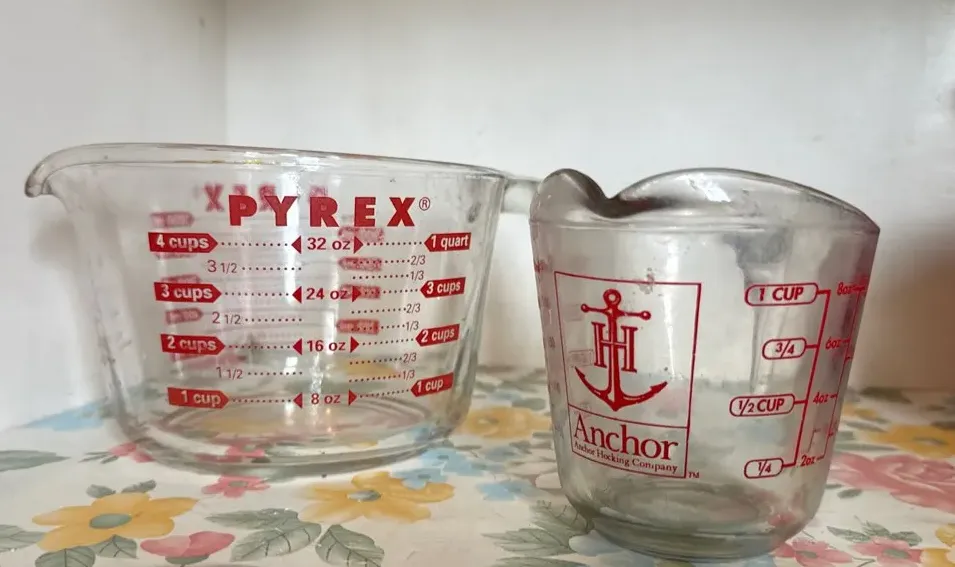 PYREX®
4 cups 32 oz 1 quart
3 1/2 2/3
1/3
3 cups 24 oz 3 cups
2 1/2 2/3
1/3
2 cups 16 oz 2 cups
1 1/2 2/3
1/3
1 cup 8 oz 1 cup
H
Anchor
Anchor Hocking Company
TM
1 CUP 8oz
3/4 6oz
1/2 CUP 4oz
1/4 2oz